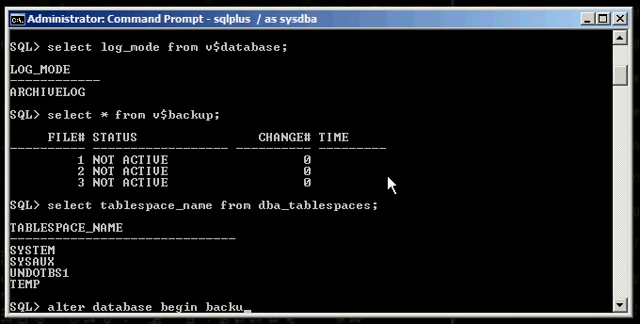 Administrator: Command Prompt - sqlplus / as sysdba
SQL> select log_mode from v$database;
LOG_MODE
------------
ARCHIVELOG
SQL> select * from v$backup;
FILE# STATUS CHANGE# TIME
---------- ------------------ ---------- ---------
1 NOT ACTIVE 0
2 NOT ACTIVE 0
3 NOT ACTIVE 0
SQL> select tablespace_name from dba_tablespaces;
TABLESPACE_NAME
------------------------------
SYSTEM
SYSAUX
UNDOTBS1
TEMP
SQL> alter database begin backu